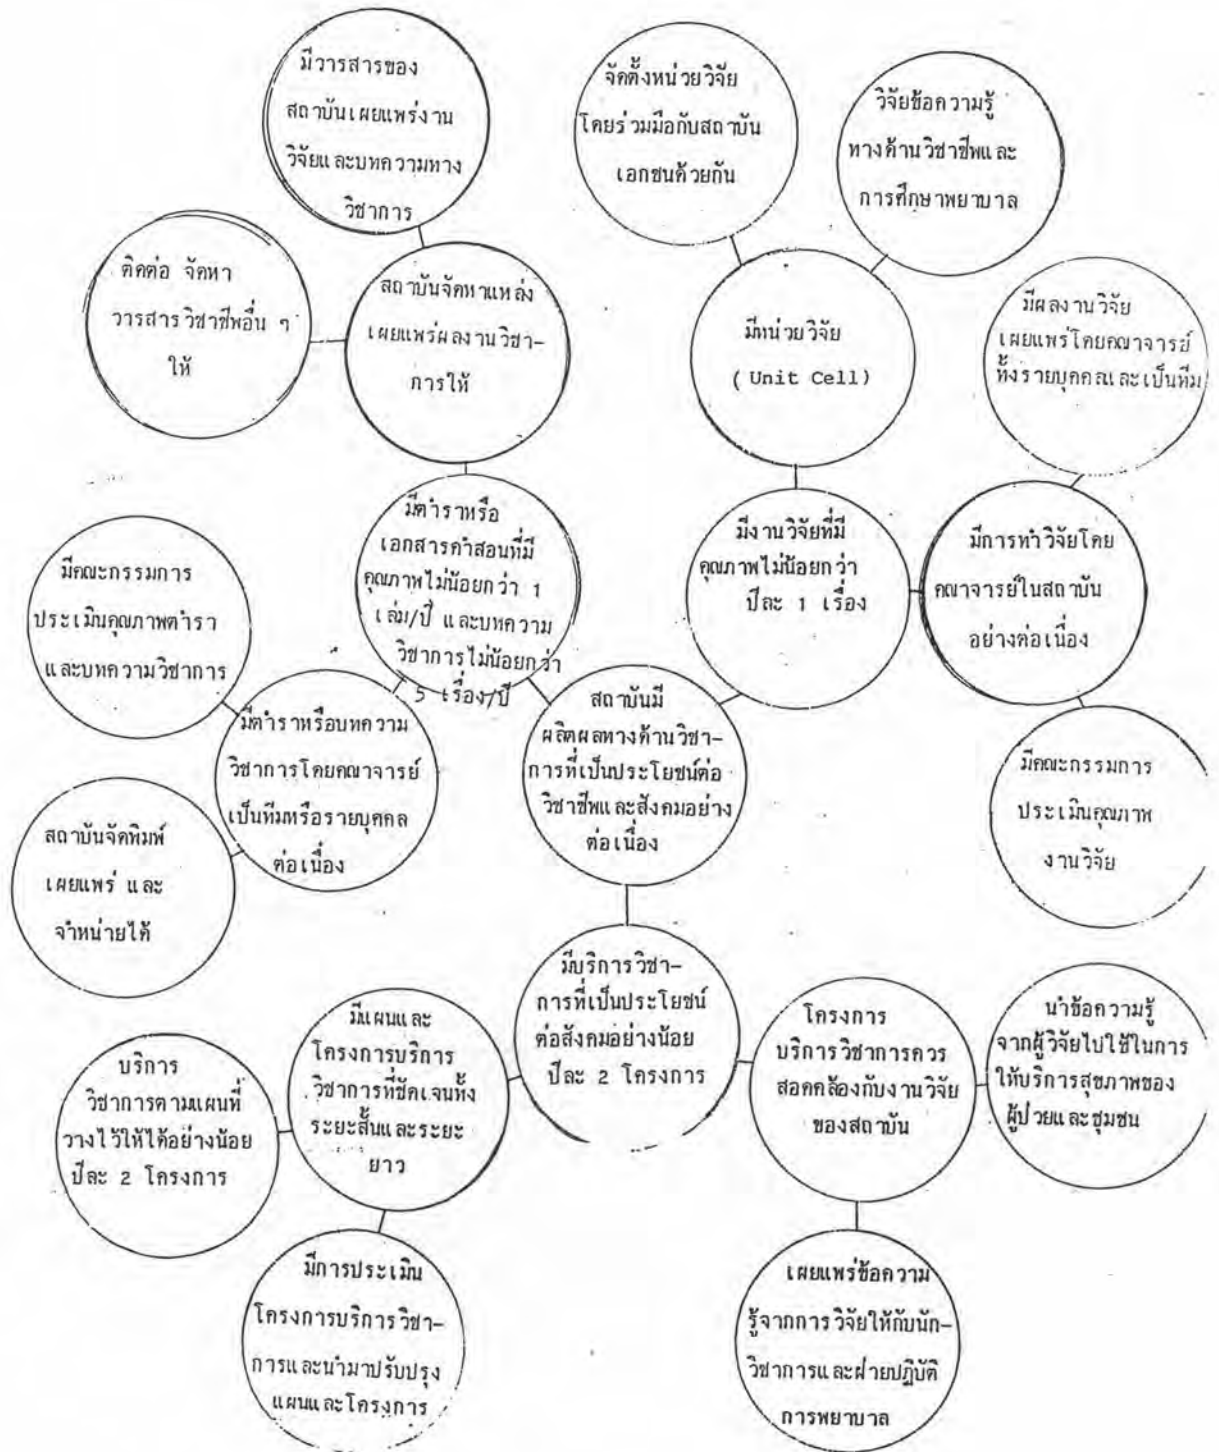 มีวารสารของ
สถาบันเผยแพร่งาน
วิจัยและบทความทาง
วิชาการ
จัดตั้งหน่วยวิจัย
โดยร่วมมือกับสถาบัน
เอกชนด้วยกัน
วิจัยข้อความรู้
ทางด้านวิชาชีพและ
การศึกษาพยาบาล
ติดต่อ จัดหา
วารสารวิชาชีพอื่น ๆ
ให้
สถาบันจัดหาแหล่ง
เผยแพร่ผลงานวิชา-
การให้
มีหน่วยวิจัย
( Unit Cell)
มีผลงานวิจัย
เผยแพร่โดยคณาจารย์
ทั้งรายบุคคลและเป็นทีม
มีตำราหรือ
เอกสารคำสอนที่มี
คุณภาพไม่น้อยกว่า 1
เล่ม/ปี และบทความ
วิชาการไม่น้อยกว่า
5 เรื่อง/ปี
มีงานวิจัยที่มี
คุณภาพไม่น้อยกว่า
ปีละ 1 เรื่อง
มีการทำวิจัยโดย
คณาจารย์ในสถาบัน
อย่างต่อเนื่อง
มีคณะกรรมการ
ประเมินคุณภาพตำรา
และบทความวิชาการ
มีตำราหรือบทความ
วิชาการโดยคณาจารย์
เป็นทีมหรือรายบุคคล
ต่อเนื่อง
สถาบันมี
ผลิตผลทางด้านวิชา-
การที่เป็นประโยชน์ต่อ
วิชาชีพและสังคมอย่าง
ต่อเนื่อง
มีคณะกรรมการ
ประเมินคุณภาพ
งานวิจัย
สถาบันจัดพิมพ์
เผยแพร่ และ
จำหน่ายได้
มีบริการวิชา-
การที่เป็นประโยชน์
ต่อสังคมอย่างน้อย
ปีละ 2 โครงการ
มีแผนและ
โครงการบริการ
วิชาการที่ชัดเจนทั้ง
ระยะสั้นและระยะ
ยาว
โครงการ
บริการวิชาการควร
สอดคล้องกับงานวิจัย
ของสถาบัน
นำข้อความรู้
จากผู้วิจัยไปใช้ในการ
ให้บริการสุขภาพของ
ผู้ป่วยและชุมชน
บริการ
วิชาการตามแผนที่
วางไว้ให้ได้อย่างน้อย
ปีละ 2 โครงการ
มีการประเมิน
โครงการบริการวิชา-
การและนำมาปรับปรุง
แผนและโครงการ
เผยแพร่ข้อความ
รู้จากการวิจัยให้กับนัก-
วิชาการและฝ่ายปฏิบัติ
การพยาบาล